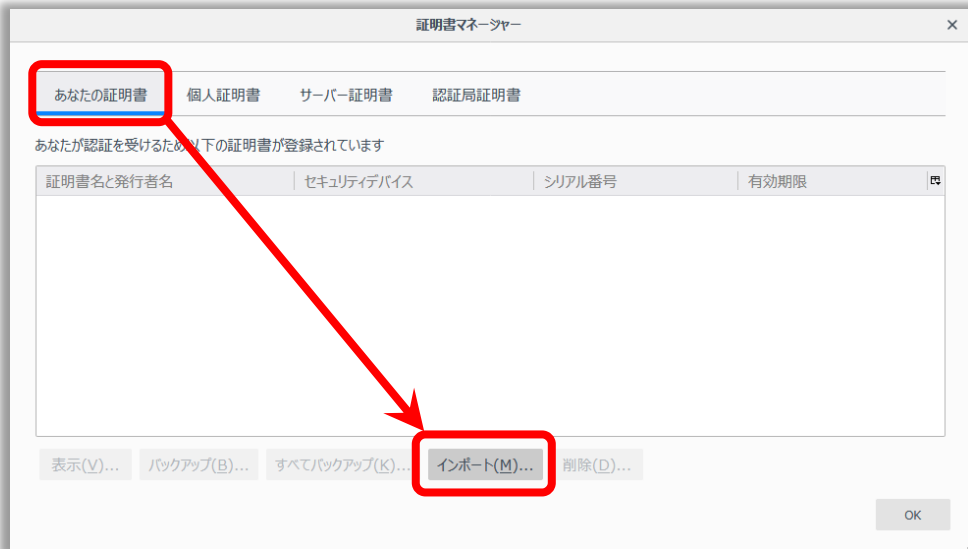 証明書マネージャー ×
あなたの証明書 個人証明書 サーバー証明書 認証局証明書
あなたが認証を受けるため以下の証明書が登録されています
証明書名と発行者名 セキュリティデバイス シリアル番号 有効期限
表示(V)... バックアップ(B)... すべてバックアップ(K)... インポート(M)... 削除(D)...
OK